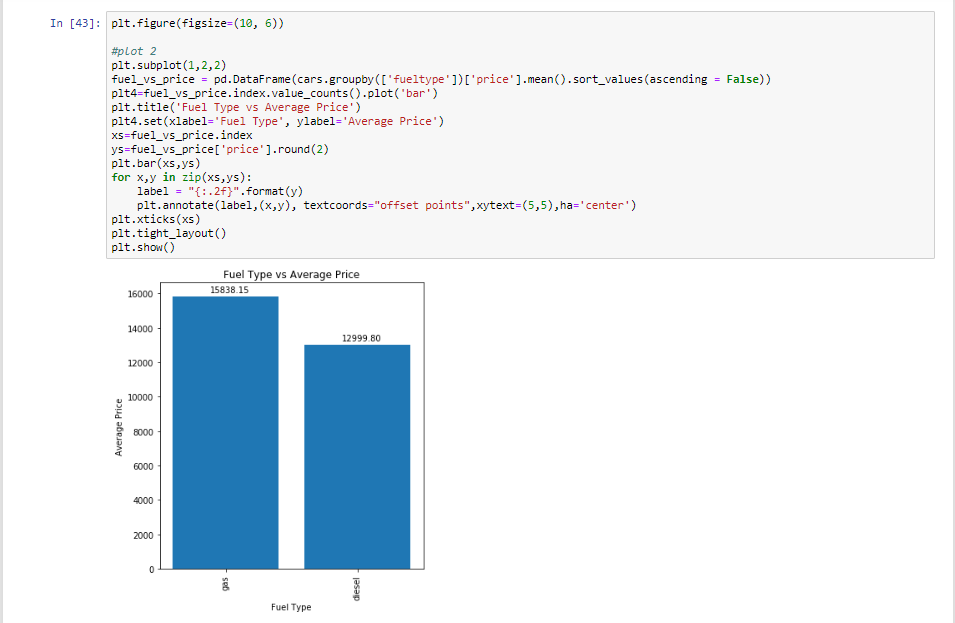 In [43]: plt.figure(figsize=(10, 6))
#plot 2
plt.subplot(1,2,2)
fuel_vs_price = pd.DataFrame(cars.groupby(['fueltype'])['price'].mean().sort_values(ascending = False))
plt4=fuel_vs_price.index.value_counts().plot('bar')
plt.title('Fuel Type vs Average Price')
plt4.set(xlabel='Fuel Type', ylabel='Average Price')
xs=fuel_vs_price.index
ys=fuel_vs_price['price'].round(2)
plt.bar(xs,ys)
for x,y in zip(xs,ys):
    label = "{:.2f}".format(y)
    plt.annotate(label,(x,y), textcoords="offset points",xytext=(5,5),ha='center')
plt.xticks(xs)
plt.tight_layout()
plt.show()
Fuel Type vs Average Price
15838.15
16000
14000
12999.80
12000
10000
8000
6000
4000
2000
0
Average Price
gas
diesel
Fuel Type